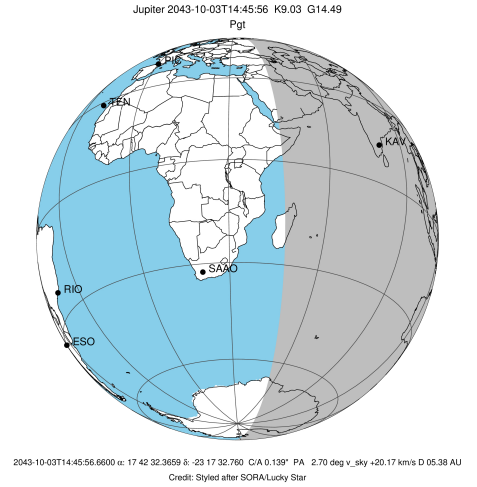 Jupiter 2043-10-03T14:45:56 K9.03 G14.49
Pgt
PIC
TEN
KAV
SAAO
RIO
ESO
2043-10-03T14:45:56.6600 α: 17 42 32.3659 δ: -23 17 32.760 C/A 0.139" PA 2.70 deg v_sky +20.17 km/s D 05.38 AU
Credit: Styled after SORA/Lucky Star